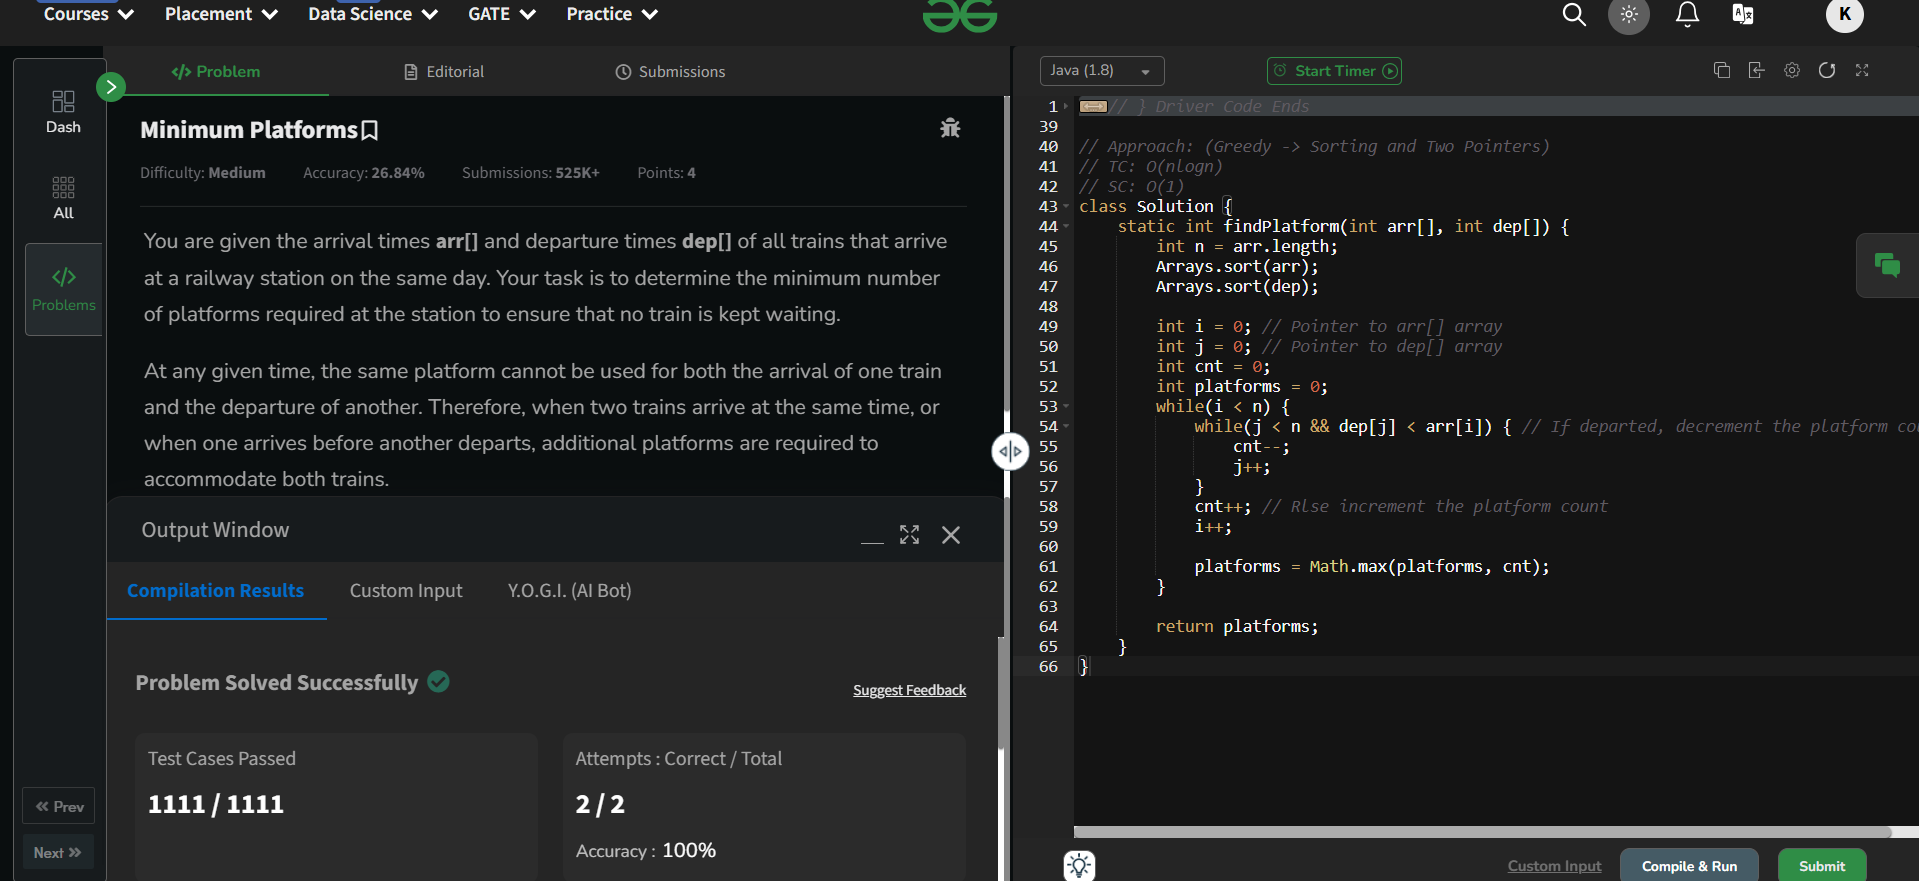 Courses
Placement
Data Science
GATE
Practice
K
Dash
All
Problems
Prev
Next
Problem
Editorial
Submissions
Minimum Platforms
Difficulty: Medium
Accuracy: 26.84%
Submissions: 525K+
Points: 4
You are given the arrival times arr[] and departure times dep[] of all trains that arrive
at a railway station on the same day. Your task is to determine the minimum number
of platforms required at the station to ensure that no train is kept waiting.
At any given time, the same platform cannot be used for both the arrival of one train
and the departure of another. Therefore, when two trains arrive at the same time, or
when one arrives before another departs, additional platforms are required to
accommodate both trains.
Output Window
Compilation Results
Custom Input
Y.O.G.I. (AI Bot)
Problem Solved Successfully
Suggest Feedback
Test Cases Passed
1111 / 1111
Attempts : Correct / Total
2 / 2
Accuracy : 100%
Java (1.8)
Start Timer
1 // } Driver Code Ends
39
40 // Approach: (Greedy -> Sorting and Two Pointers)
41 // TC: O(nlogn)
42 // SC: O(1)
43 class Solution {
44 static int findPlatform(int arr[], int dep[]) {
45 int n = arr.length;
46 Arrays.sort(arr);
47 Arrays.sort(dep);
48
49 int i = 0; // Pointer to arr[] array
50 int j = 0; // Pointer to dep[] array
51 int cnt = 0;
52 int platforms = 0;
53 while(i < n) {
54 while(j < n && dep[j] < arr[i]) { // If departed, decrement the platform
55 cnt--;
56 j++;
57 }
58 cnt++; // Rlse increment the platform count
59 i++;
60
61 platforms = Math.max(platforms, cnt);
62 }
63
64 return platforms;
65 }
66 }
Custom Input
Compile & Run
Submit